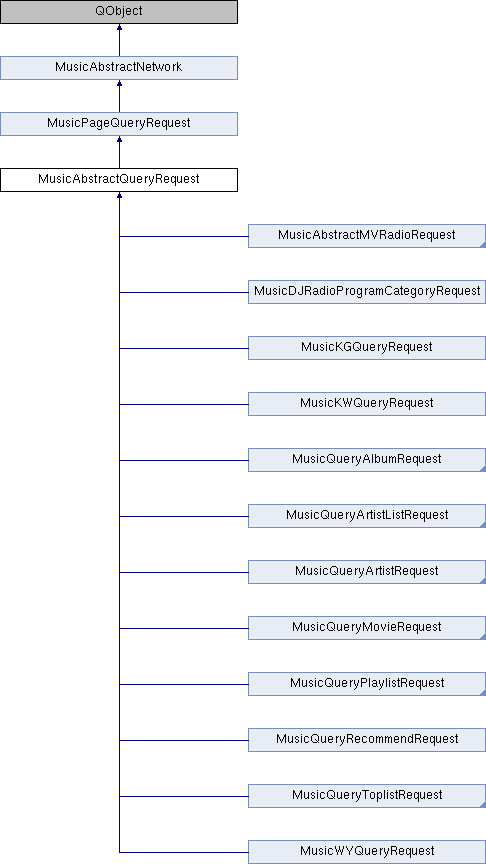 QObject
MusicAbstractNetwork
MusicPageQueryRequest
MusicAbstractQueryRequest
MusicAbstractMVRadioRequest
MusicDJRadioProgramCategoryRequest
MusicKGQueryRequest
MusicKWQueryRequest
MusicQueryAlbumRequest
MusicQueryArtistListRequest
MusicQueryArtistRequest
MusicQueryMovieRequest
MusicQueryPlaylistRequest
MusicQueryRecommendRequest
MusicQueryToplistRequest
MusicWYQueryRequest